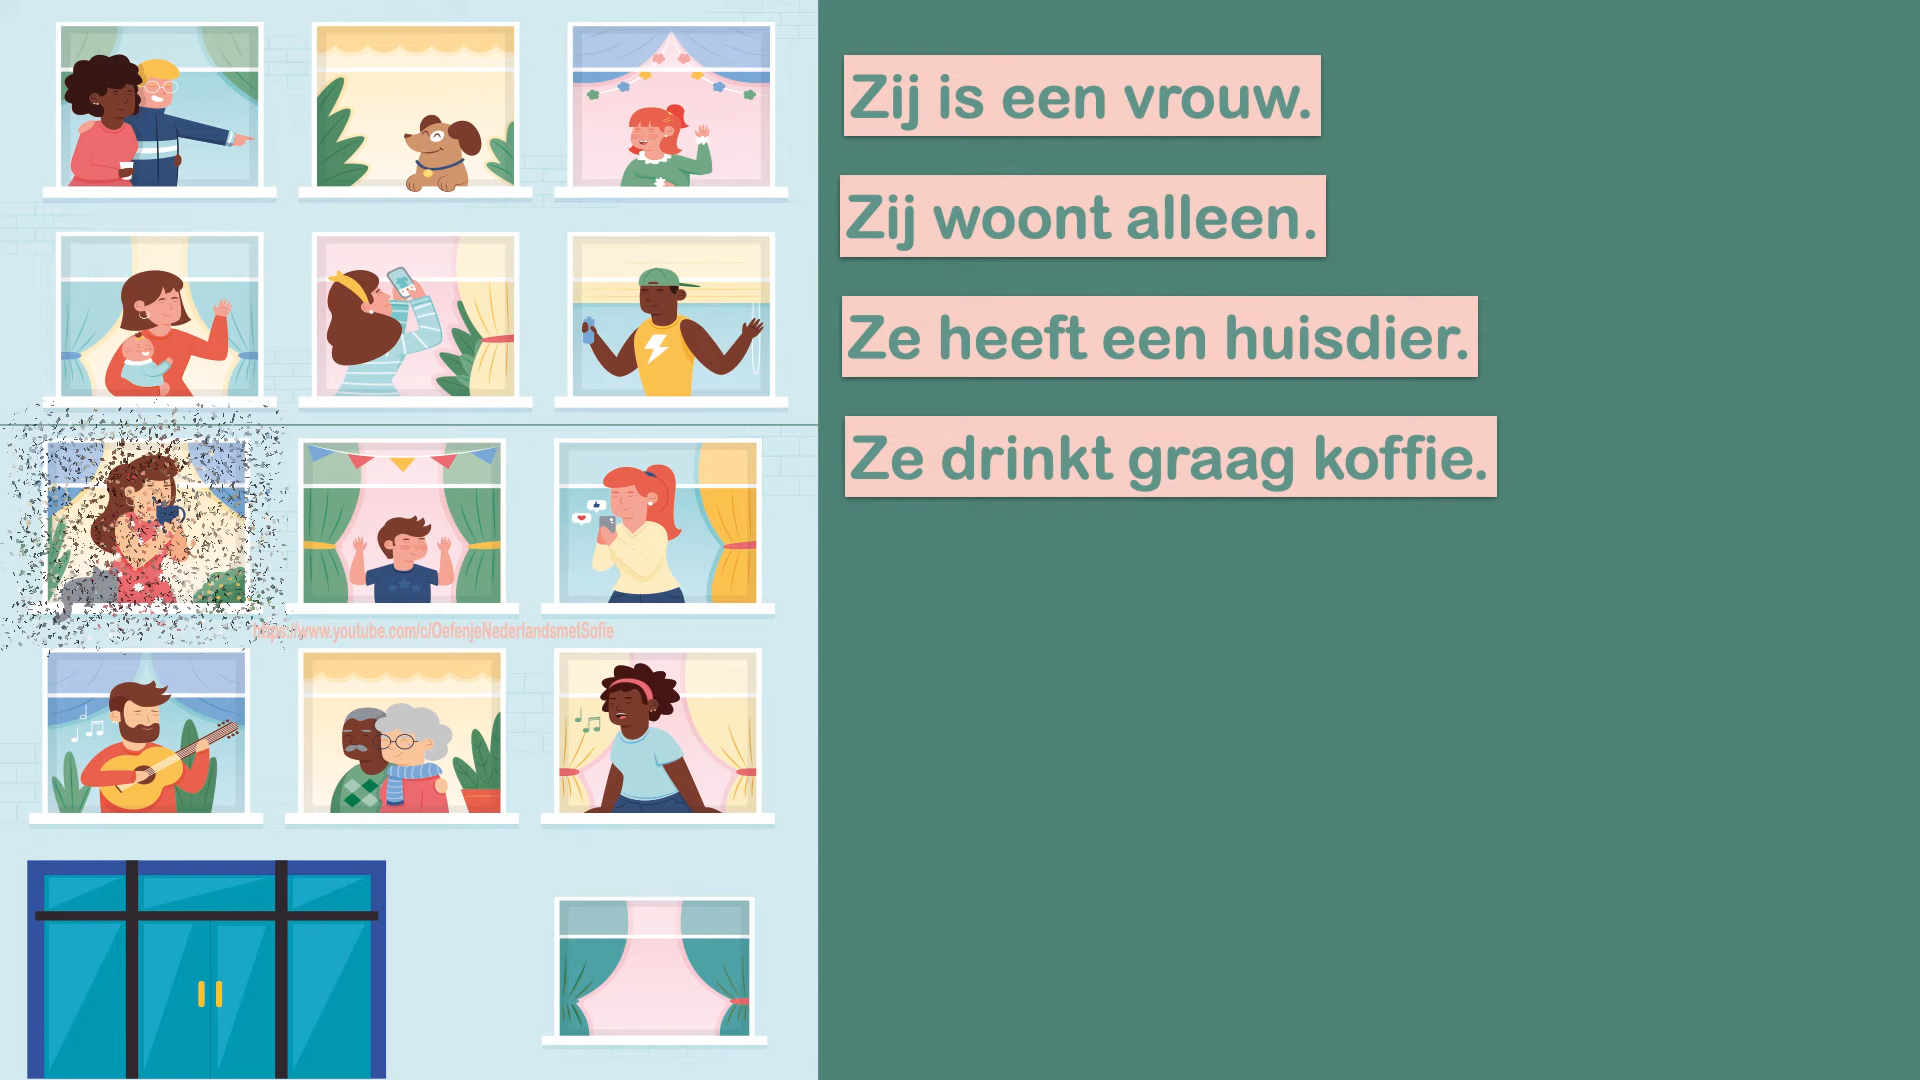 Zij is een vrouw.
Zij woont alleen.
Ze heeft een huisdier.
Ze drinkt graag koffie.
https://www.youtube.com/c/OefenjeNederlandsmetSofie